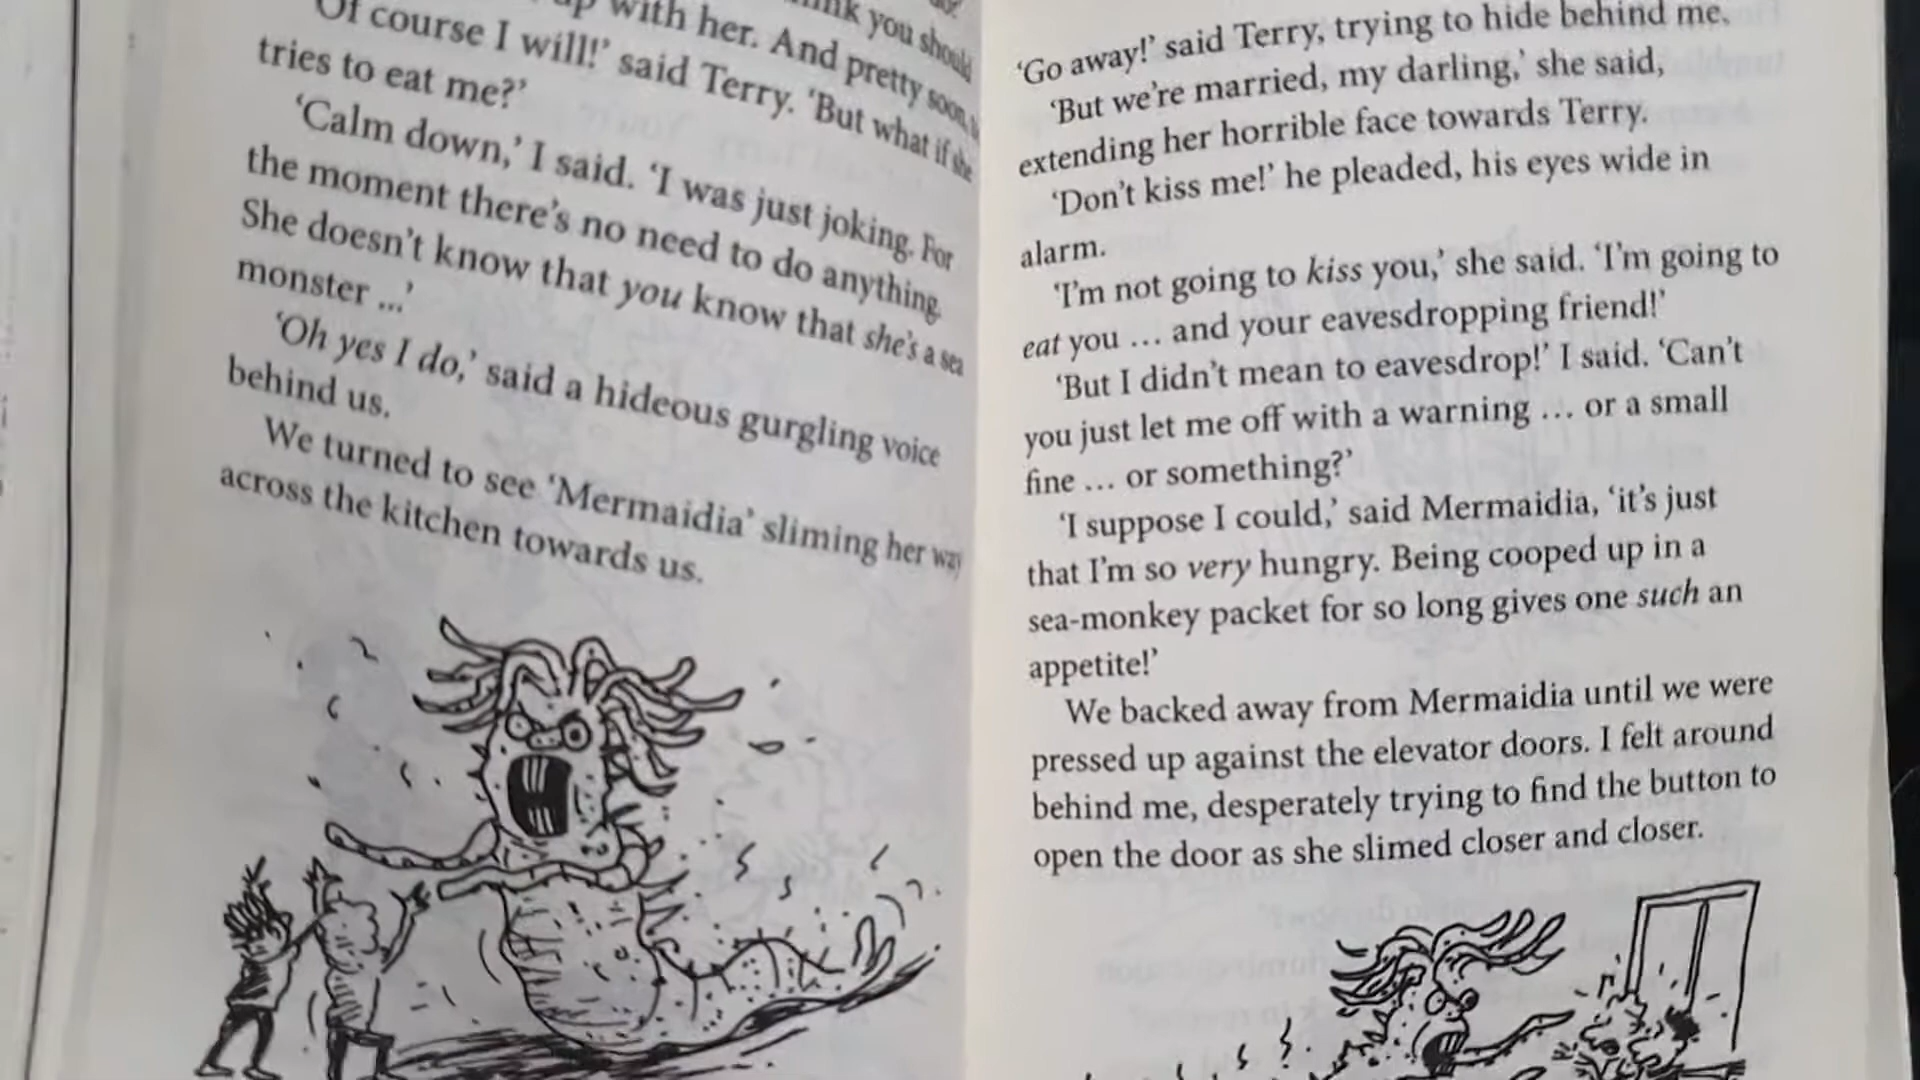 you should
up with her. And pretty soon
Of course I will!' said Terry. 'But what if she
tries to eat me?'
'Calm down,' I said. 'I was just joking. For
the moment there's no need to do anything.
She doesn't know that you know that she's a sea
monster ...'
'Oh yes I do,' said a hideous gurgling voice
behind us.
We turned to see 'Mermaidia' sliming her way
across the kitchen towards us.
'Go away!' said Terry, trying to hide behind me.
'But we're married, my darling,' she said,
extending her horrible face towards Terry.
'Don't kiss me!' he pleaded, his eyes wide in
alarm.
'I'm not going to kiss you,' she said. 'I'm going to
eat you ... and your eavesdropping friend!'
'But I didn't mean to eavesdrop!' I said. 'Can't
you just let me off with a warning ... or a small
fine ... or something?'
'I suppose I could,' said Mermaidia, 'it's just
that I'm so very hungry. Being cooped up in a
sea-monkey packet for so long gives one such an
appetite!'
We backed away from Mermaidia until we were
pressed up against the elevator doors. I felt around
behind me, desperately trying to find the button to
open the door as she slimed closer and closer.